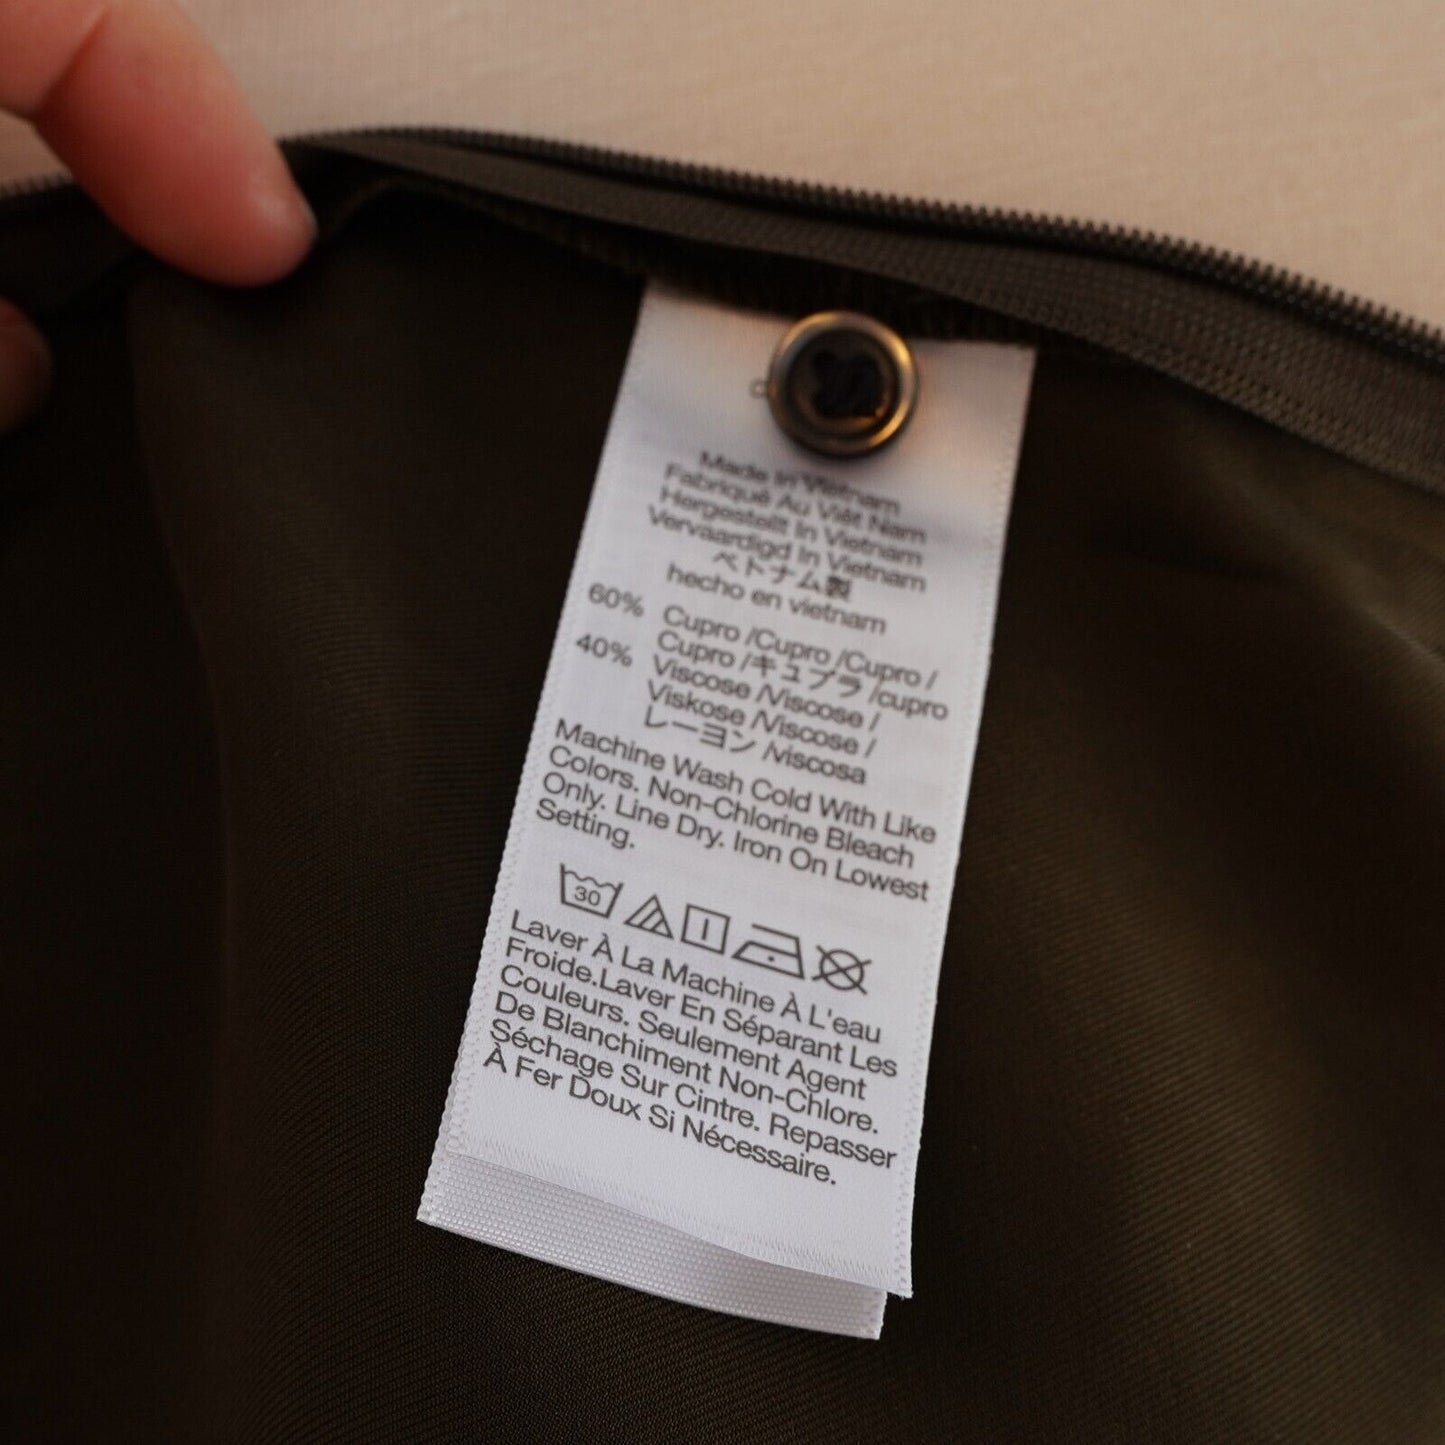 Made In Vietnam
Fabriqué Au Viêt Nam
Hergestellt In Vietnam
Vervaardigd In Vietnam
ベトナム製
hecho en vietnam
60% Cupro /Cupro /Cupro /
Cupro /キュプラ /cupro
40% Viscose /Viscose /
Viskose /Viscose /
レーヨン /viscosa
Machine Wash Cold With Like
Colors. Non-Chlorine Bleach
Only. Line Dry. Iron On Lowest
Setting.
30
Laver À La Machine À L'eau
Froide.Laver En Séparant Les
Couleurs. Seulement Agent
De Blanchiment Non-Chlore.
Séchage Sur Cintre. Repasser
À Fer Doux Si Nécessaire.